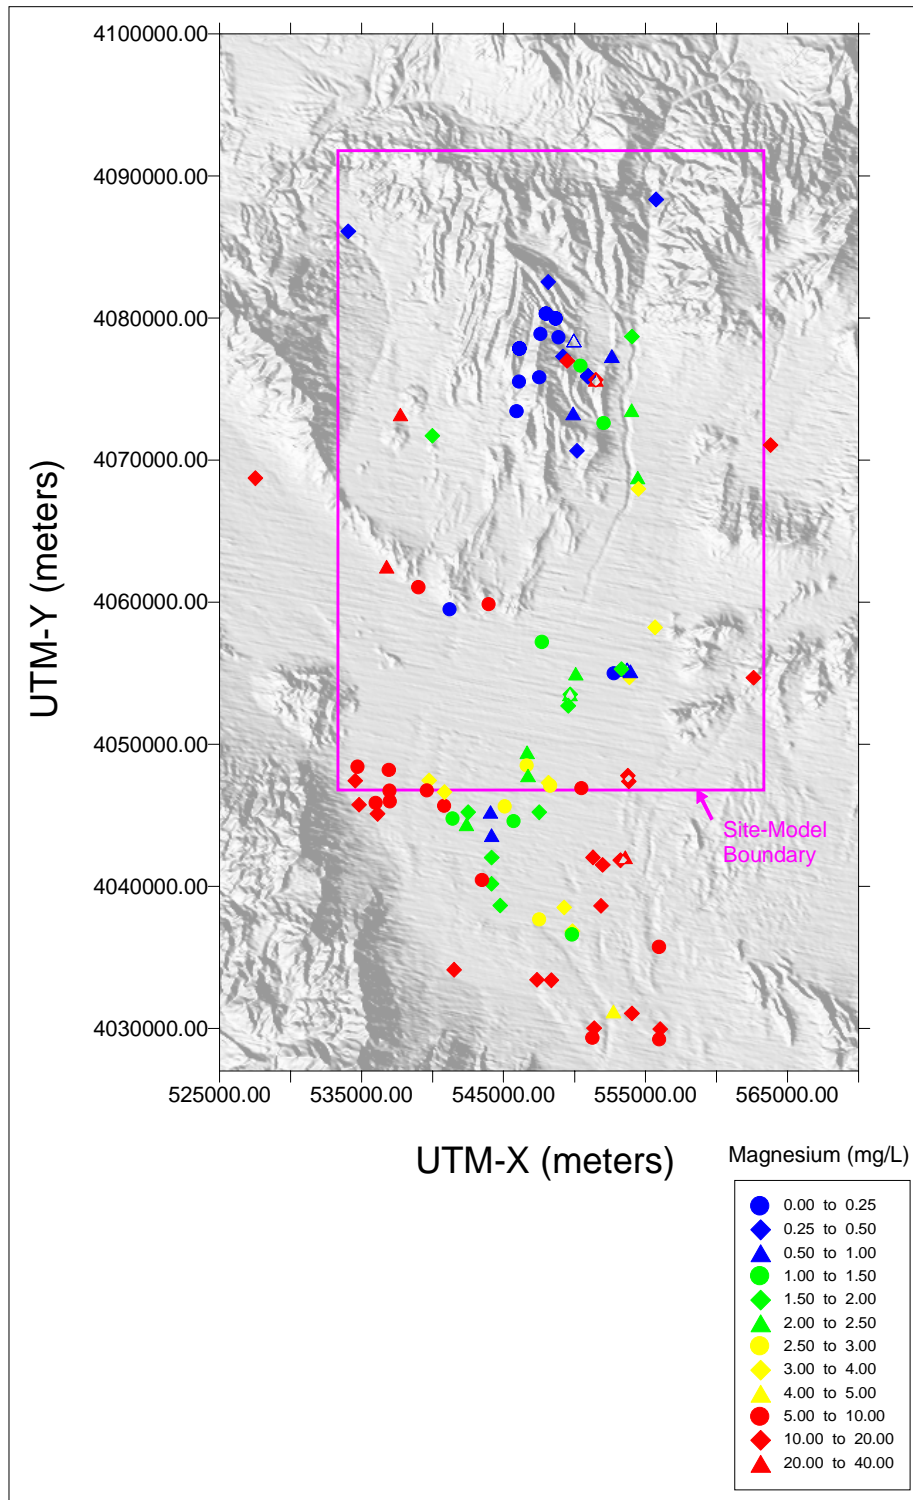 4100000.00
4090000.00
4080000.00
4070000.00
4060000.00
4050000.00
4040000.00
4030000.00
UTM-Y (meters)
Site-Model
Boundary
525000.00 535000.00 545000.00 555000.00 565000.00
UTM-X (meters)
Magnesium (mg/L)
0.00 to 0.25
0.25 to 0.50
0.50 to 1.00
1.00 to 1.50
1.50 to 2.00
2.00 to 2.50
2.50 to 3.00
3.00 to 4.00
4.00 to 5.00
5.00 to 10.00
10.00 to 20.00
20.00 to 40.00